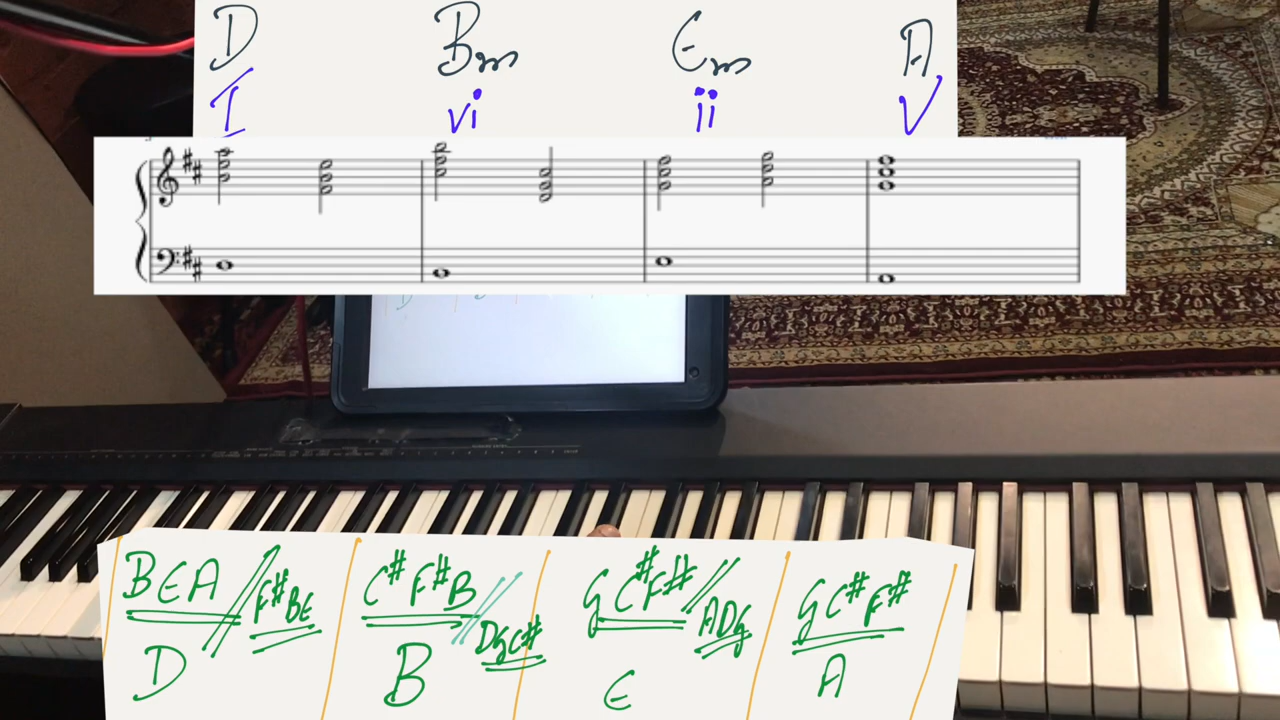 D Bm Em A
I vi ii V
BEA // F#BE C#F#B // DGC# GC#F# // ADG GC#F#
D B E A